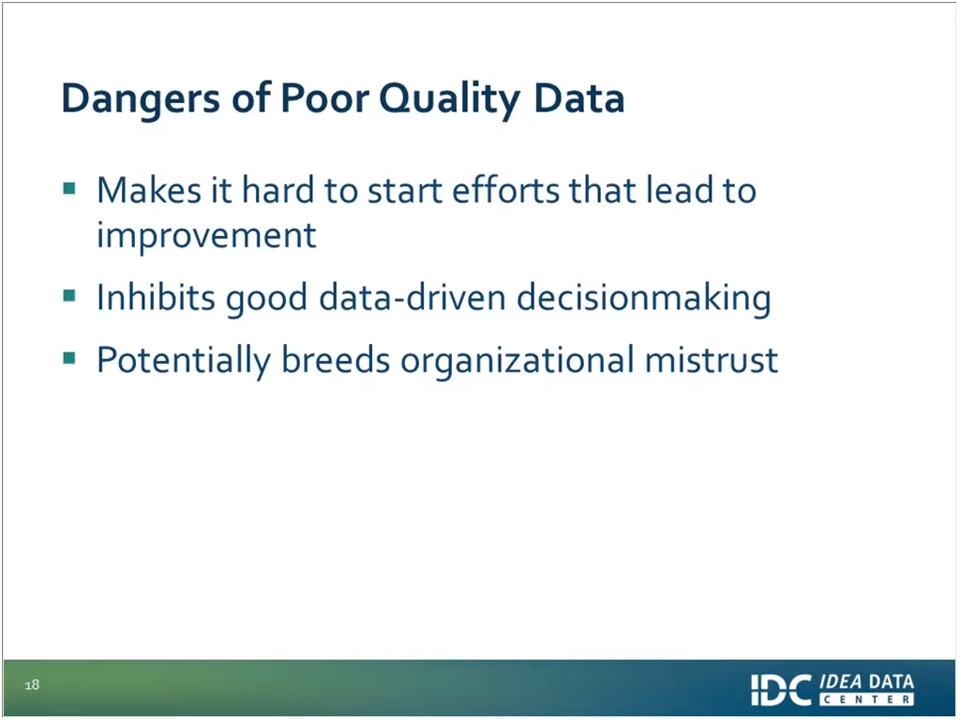 Dangers of Poor Quality Data
▪ Makes it hard to start efforts that lead to
improvement
▪ Inhibits good data-driven decisionmaking
▪ Potentially breeds organizational mistrust
18
IDC IDEA DATA
CENTER